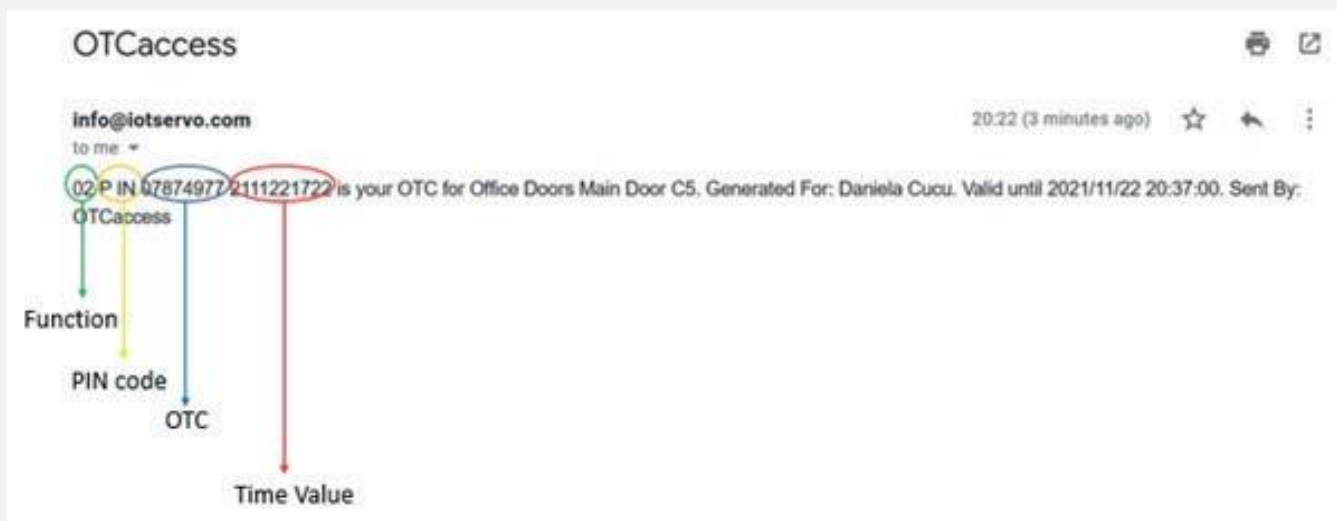 OTCaccess
info@iotservo.com
20:22 (3 minutes ago)
to me
02 P IN 07874977 2111221722 is your OTC for Office Doors Main Door C5. Generated For: Daniela Cucu. Valid until 2021/11/22 20:37:00. Sent By:
OTCaccess
Function
PIN code
OTC
Time Value